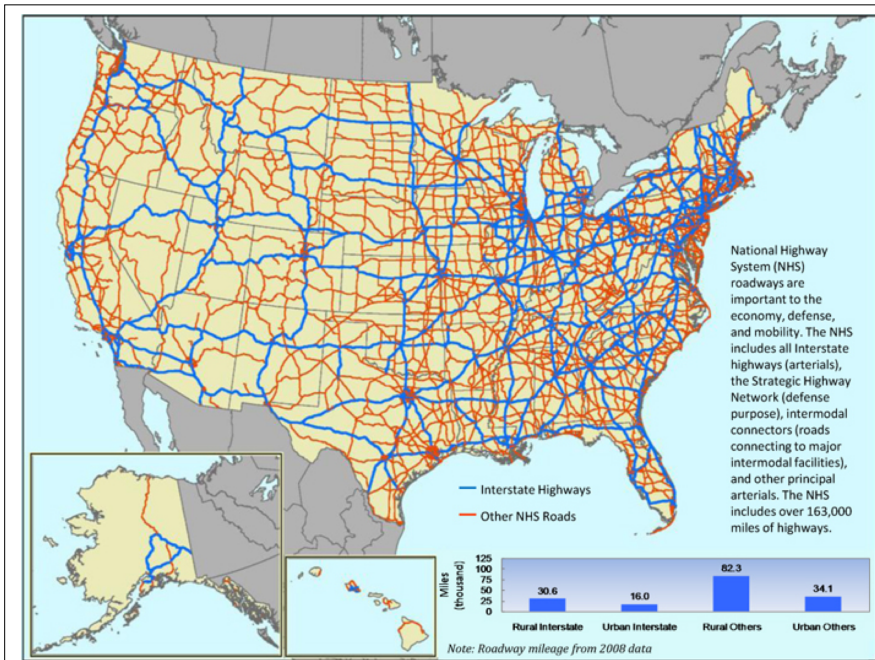 National Highway
System (NHS)
roadways are
important to the
economy, defense,
and mobility. The NHS
includes all Interstate
highways (arterials),
the Strategic Highway
Network (defense
purpose), intermodal
connectors (roads
connecting to major
intermodal facilities),
and other principal
arterials. The NHS
includes over 163,000
miles of highways.
Interstate Highways
Other NHS Roads
Miles
(thousand)
125
100
75
50
25
0
30.6
16.0
82.3
34.1
Rural Interstate
Urban Interstate
Rural Others
Urban Others
Note: Roadway mileage from 2008 data